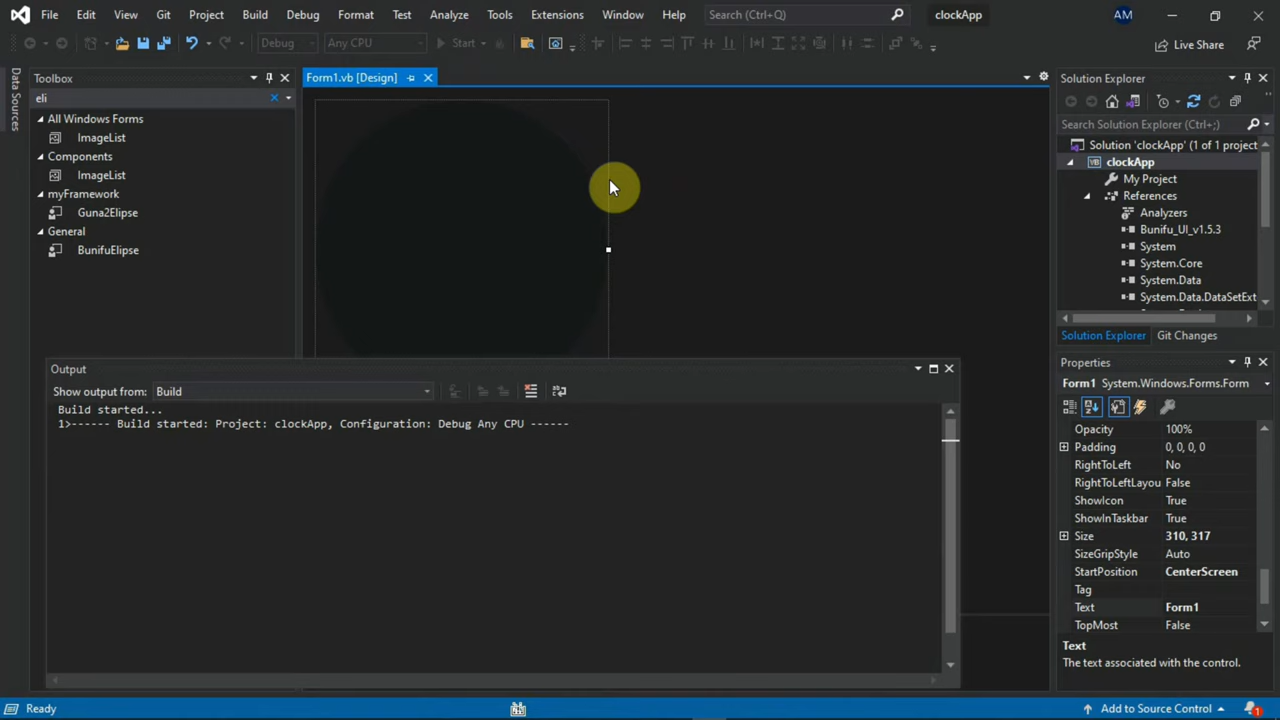 File Edit View Git Project Build Debug Format Test Analyze Tools Extensions Window Help Search (Ctrl+Q) clockApp AM
Debug Any CPU Start Live Share
Data Sources
Toolbox
eli
All Windows Forms
ImageList
Components
ImageList
myFramework
Guna2Elipse
General
BunifuElipse
Form1.vb [Design]
Output
Show output from: Build
Build started...
1>------ Build started: Project: clockApp, Configuration: Debug Any CPU ------
Solution Explorer
Search Solution Explorer (Ctrl+;)
Solution 'clockApp' (1 of 1 project
VB clockApp
My Project
References
Analyzers
Bunifu_UI_v1.5.3
System
System.Core
System.Data
System.Data.DataSetExt
Solution Explorer Git Changes
Properties
Form1 System.Windows.Forms.Form
Opacity 100%
Padding 0, 0, 0, 0
RightToLeft No
RightToLeftLayou False
ShowIcon True
ShowInTaskbar True
Size 310, 317
SizeGripStyle Auto
StartPosition CenterScreen
Tag
Text Form1
TopMost False
Text
The text associated with the control.
Ready Add to Source Control 1